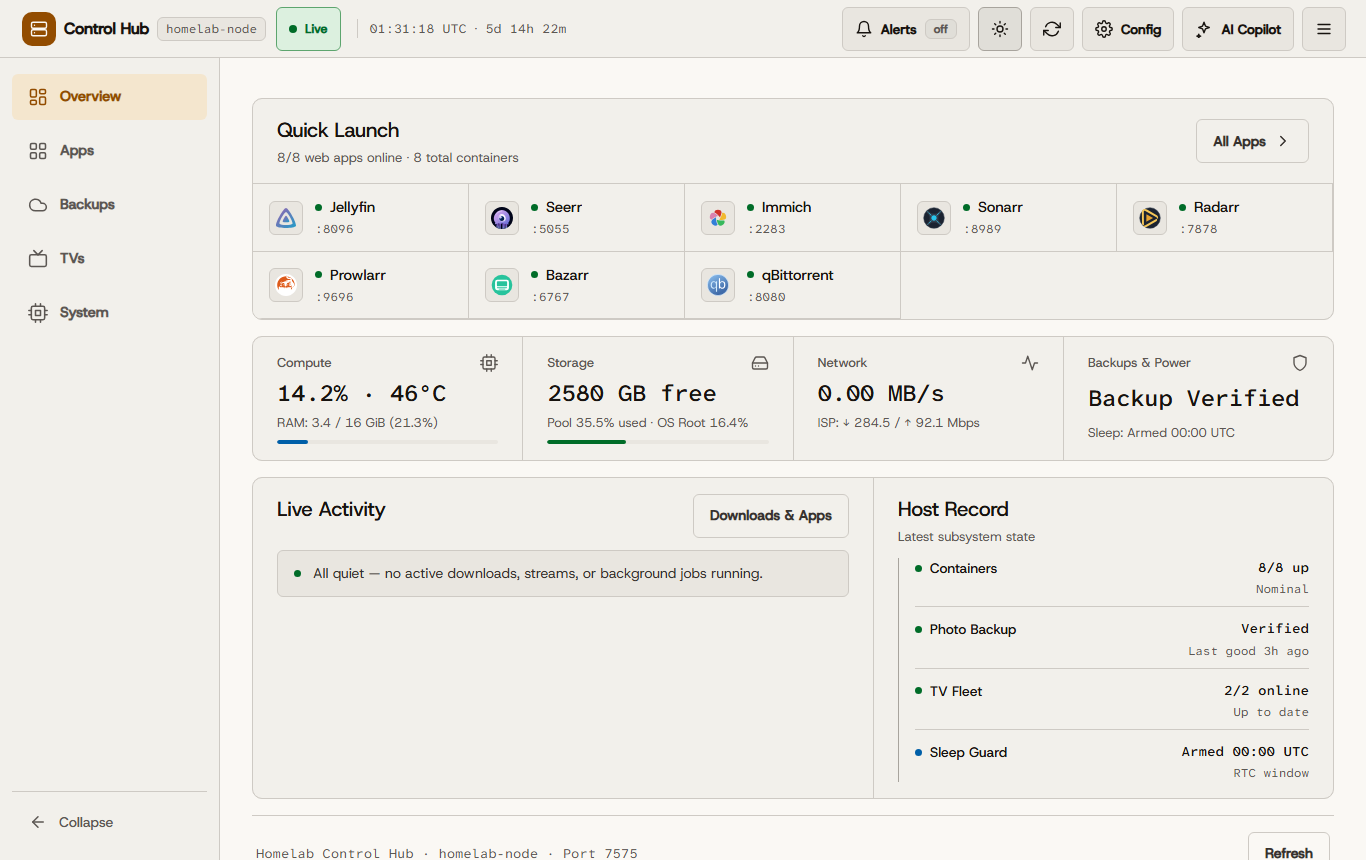 Control Hub homelab-node Live 01:31:18 UTC · 5d 14h 22m Alerts off Config AI Copilot
Overview
Apps
Backups
TVs
System
Collapse
Quick Launch
8/8 web apps online · 8 total containers
All Apps
Jellyfin
:8096
Seerr
:5055
Immich
:2283
Sonarr
:8989
Radarr
:7878
Prowlarr
:9696
Bazarr
:6767
qb
qBittorrent
:8080
Compute
14.2% · 46°C
RAM: 3.4 / 16 GiB (21.3%)
Storage
2580 GB free
Pool 35.5% used · OS Root 16.4%
Network
0.00 MB/s
ISP: ↓ 284.5 / ↑ 92.1 Mbps
Backups & Power
Backup Verified
Sleep: Armed 00:00 UTC
Live Activity
Downloads & Apps
All quiet — no active downloads, streams, or background jobs running.
Host Record
Latest subsystem state
Containers 8/8 up
Nominal
Photo Backup Verified
Last good 3h ago
TV Fleet 2/2 online
Up to date
Sleep Guard Armed 00:00 UTC
RTC window
Homelab Control Hub · homelab-node · Port 7575
Refresh